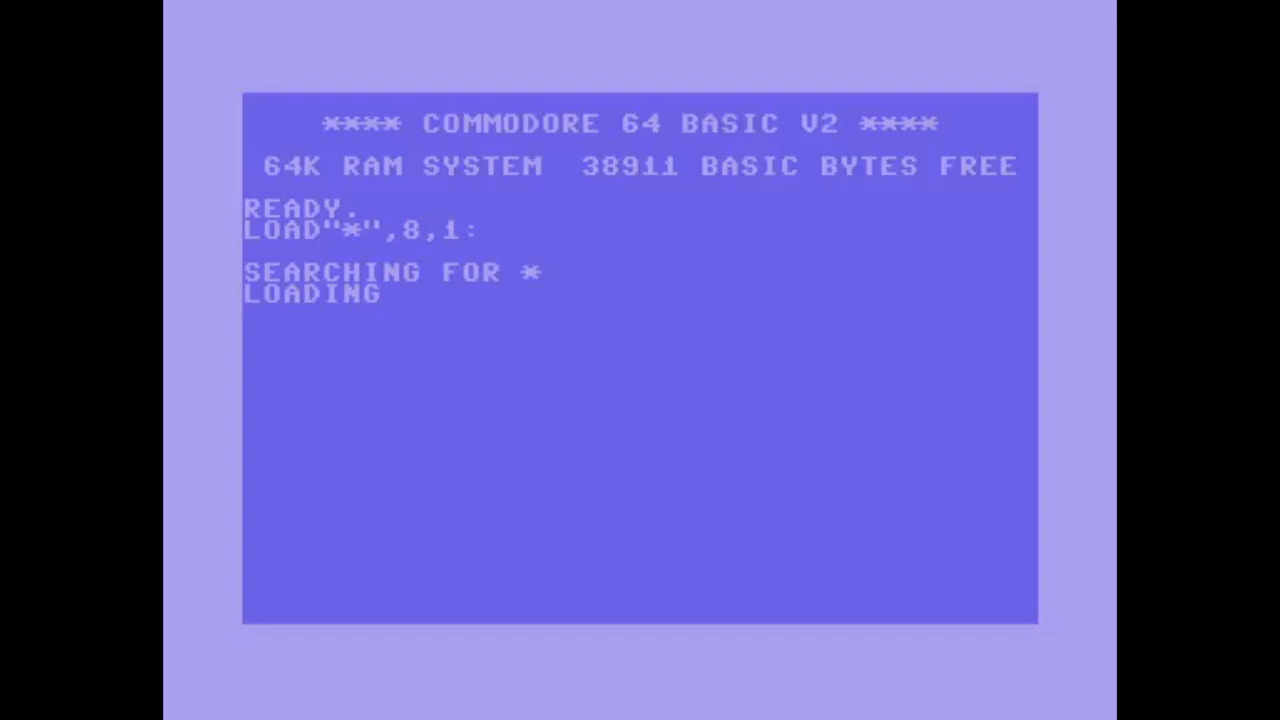 **** COMMODORE 64 BASIC V2 ****
64K RAM SYSTEM  38911 BASIC BYTES FREE
READY.
LOAD"*",8,1:
SEARCHING FOR *
LOADING